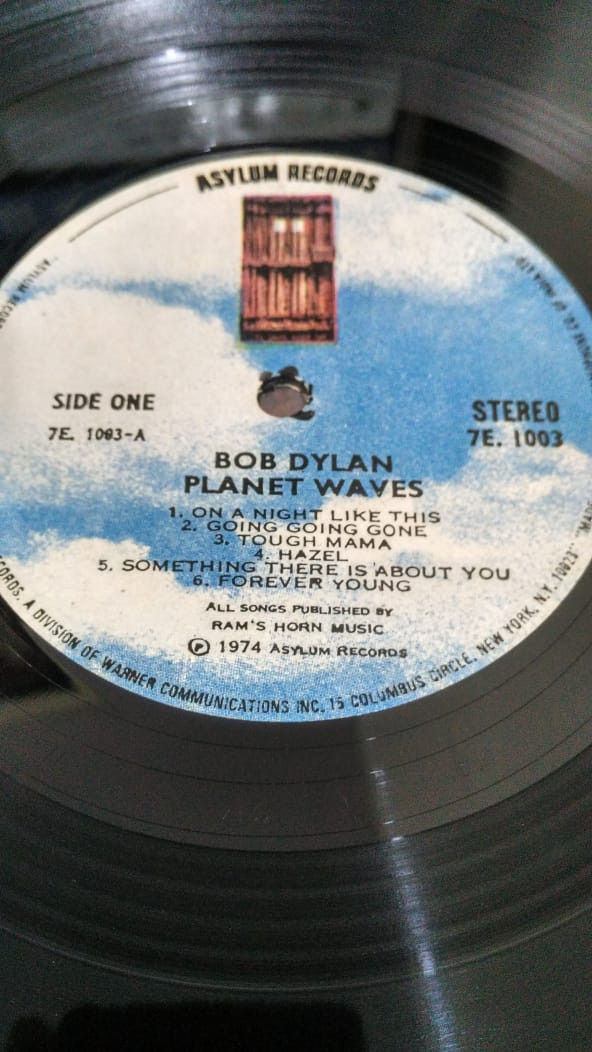 ASYLUM RECORDS
SIDE ONE
7E. 1003-A
STEREO
7E. 1003
BOB DYLAN
PLANET WAVES
1. ON A NIGHT LIKE THIS
2. GOING GOING GONE
3. TOUGH MAMA
4. HAZEL
5. SOMETHING THERE IS ABOUT YOU
6. FOREVER YOUNG
ALL SONGS PUBLISHED BY
RAM'S HORN MUSIC
Ⓟ 1974 ASYLUM RECORDS
A DIVISION OF WARNER COMMUNICATIONS INC. 15 COLUMBUS CIRCLE, NEW YORK, N.Y. 10023